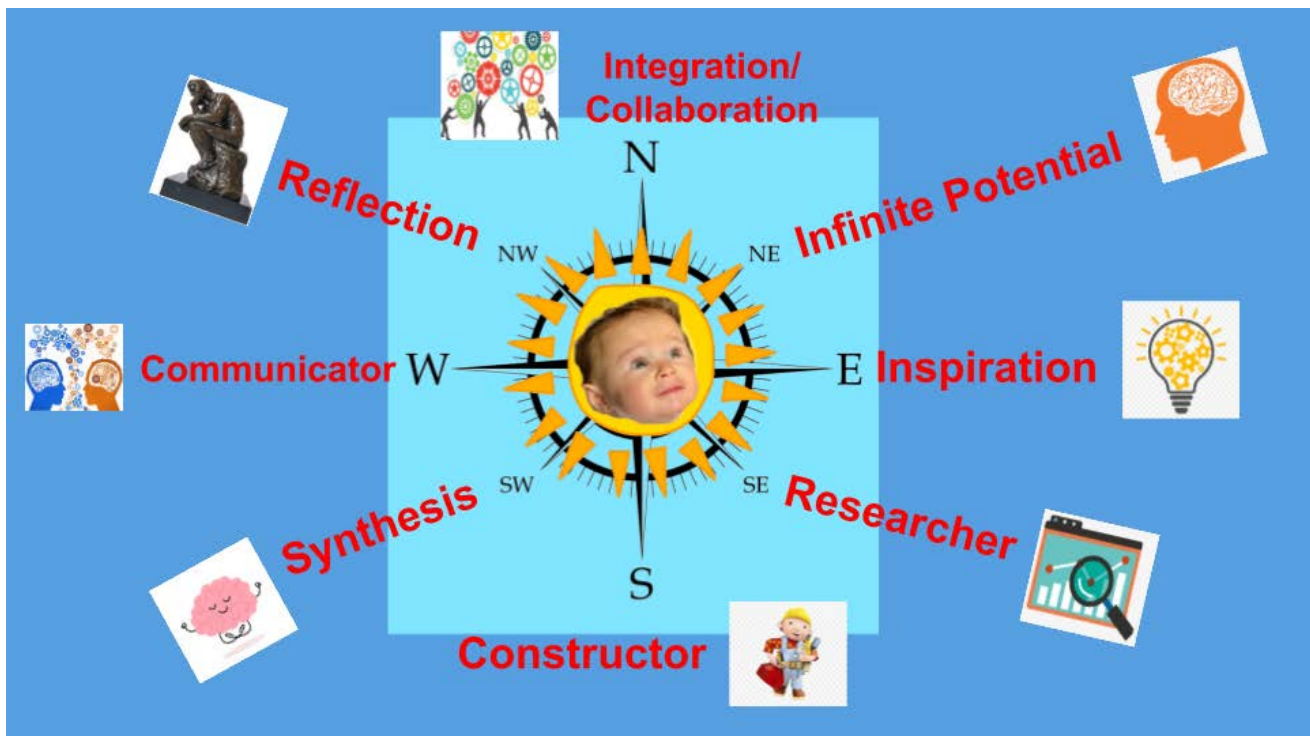 Integration/
Collaboration
N
Reflection
Infinite Potential
NW
NE
Communicator
W
E
Inspiration
SW
SE
Synthesis
Researcher
S
Constructor